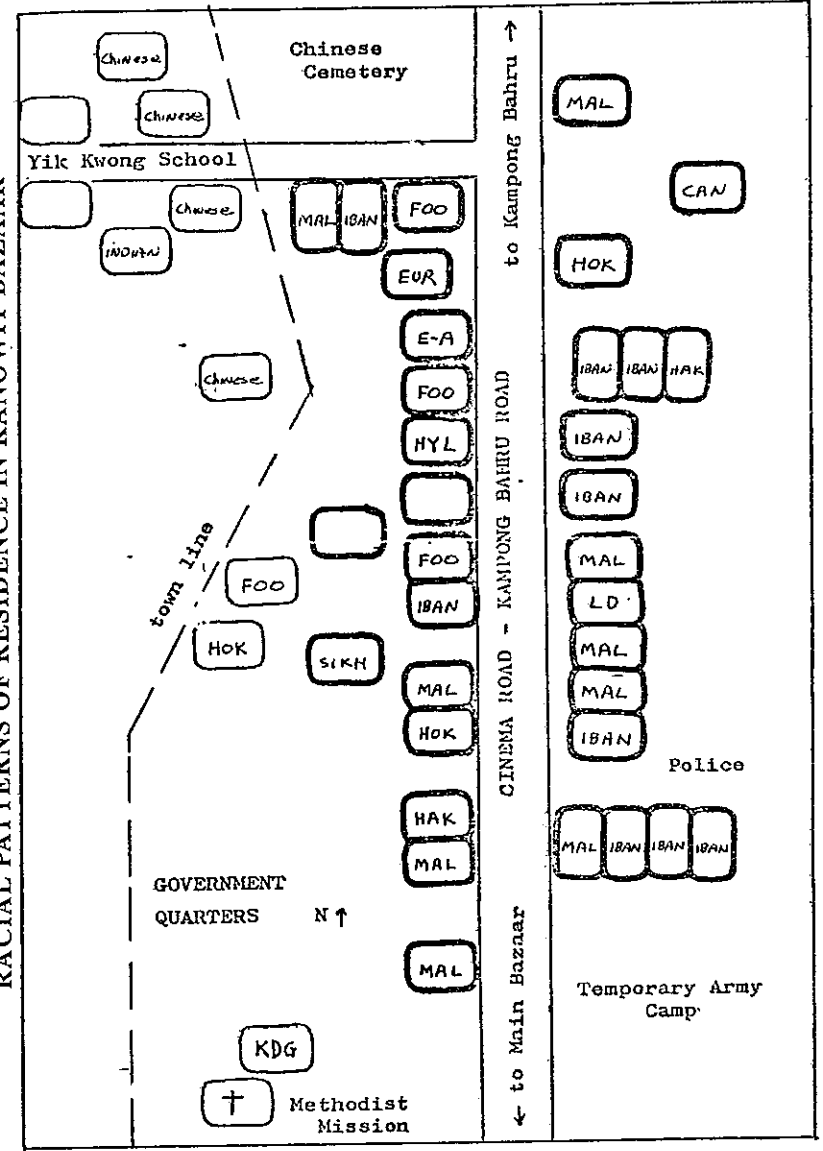 RACIAL PATTERNS OF RESIDENCE IN KANOWIT BAZAAR
Chinese
Cemetery
Chinese
Chinese
Yik Kwong School
Chinese
INDIAN
Chinese
MAL IBAN FOO
EUR
E-A
FOO
HYL
FOO
IBAN
town line
FOO
HOK
SIKH
MAL
HOK
HAK
MAL
GOVERNMENT
QUARTERS N ↑
MAL
KDG
†
Methodist
Mission
to Kampong Bahru →
CINEMA ROAD - KAMPONG BAHRU ROAD
← to Main Bazaar
MAL
CAN
HOK
IBAN IBAN HAK
IBAN
IBAN
MAL
LD
MAL
MAL
IBAN
Police
MAL IBAN IBAN IBAN
Temporary Army
Camp